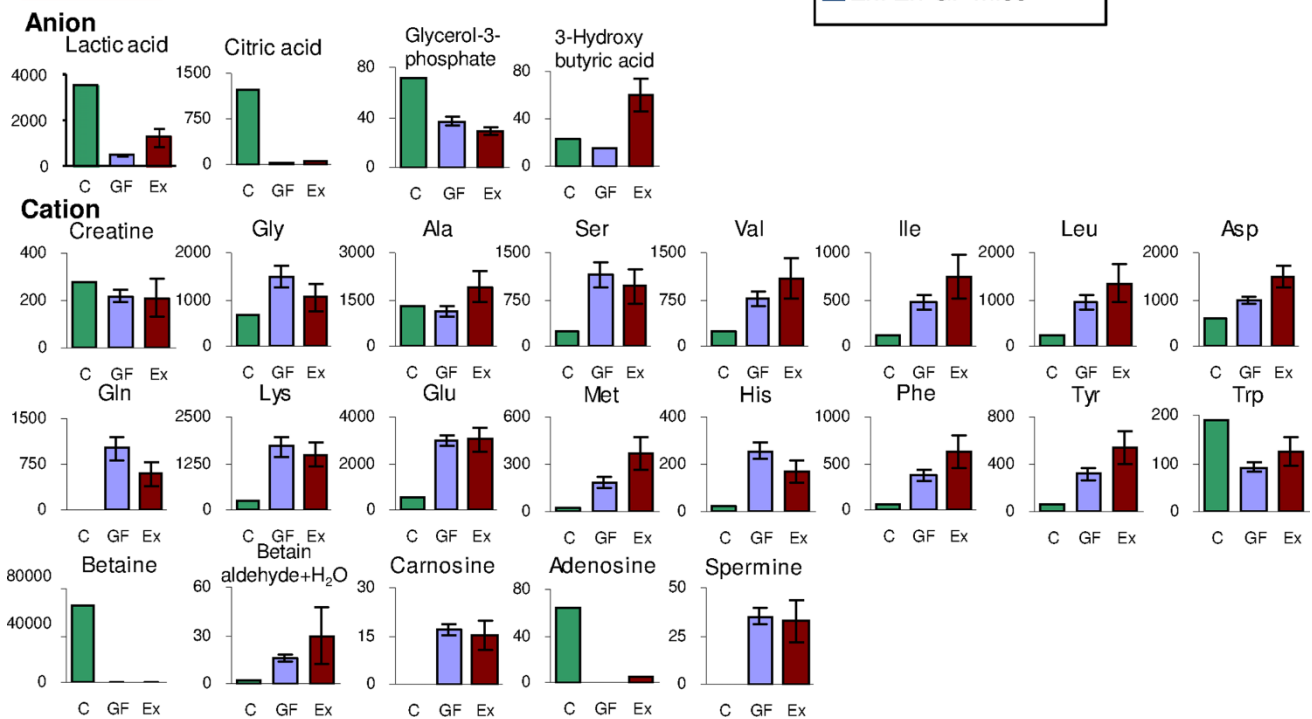 Anion
Lactic acid
Citric acid
Glycerol-3-
phosphate
3-Hydroxy
butyric acid
4000
2000
0
C GF Ex
1500
750
0
C GF Ex
80
40
0
C GF Ex
80
40
0
C GF Ex
Cation
Creatine
Gly
Ala
Ser
Val
Ile
Leu
Asp
400
200
0
C GF Ex
2000
1000
0
C GF Ex
3000
1500
0
C GF Ex
1500
750
0
C GF Ex
1500
750
0
C GF Ex
1000
500
0
C GF Ex
2000
1000
0
C GF Ex
2000
1000
0
C GF Ex
Gln
Lys
Glu
Met
His
Phe
Tyr
Trp
1500
750
0
C GF Ex
2500
1250
0
C GF Ex
4000
2000
0
C GF Ex
600
300
0
C GF Ex
400
200
0
C GF Ex
1000
500
0
C GF Ex
800
400
0
C GF Ex
200
100
0
C GF Ex
Betaine
Betain
aldehyde+H₂O
Carnosine
Adenosine
Spermine
80000
40000
0
C GF Ex
60
30
0
C GF Ex
30
15
0
C GF Ex
80
40
0
C GF Ex
50
25
0
C GF Ex